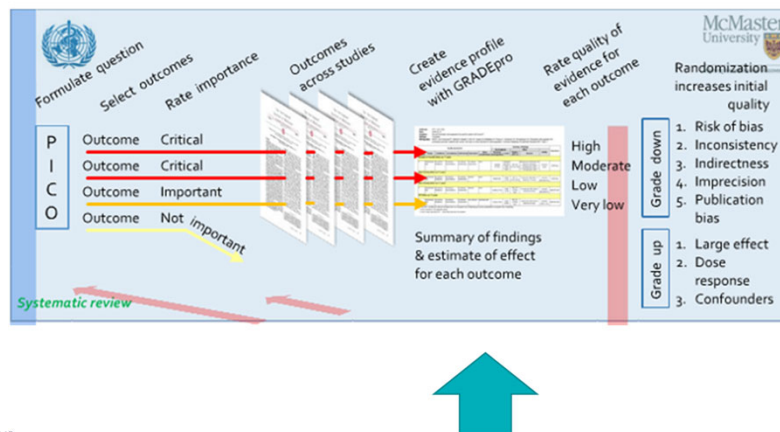 McMaster
University
Formulate question
Select outcomes
Rate importance
Outcomes
across studies
Create
evidence profile
with GRADEpro
Rate quality of
evidence for
each outcome
Randomization
increases initial
quality
P
I
C
O
Outcome Critical
Outcome Critical
Outcome Important
Outcome Not important
High
Moderate
Low
Very low
Summary of findings
& estimate of effect
for each outcome
Grade down
1. Risk of bias
2. Inconsistency
3. Indirectness
4. Imprecision
5. Publication
bias
Grade up
1. Large effect
2. Dose
response
3. Confounders
Systematic review